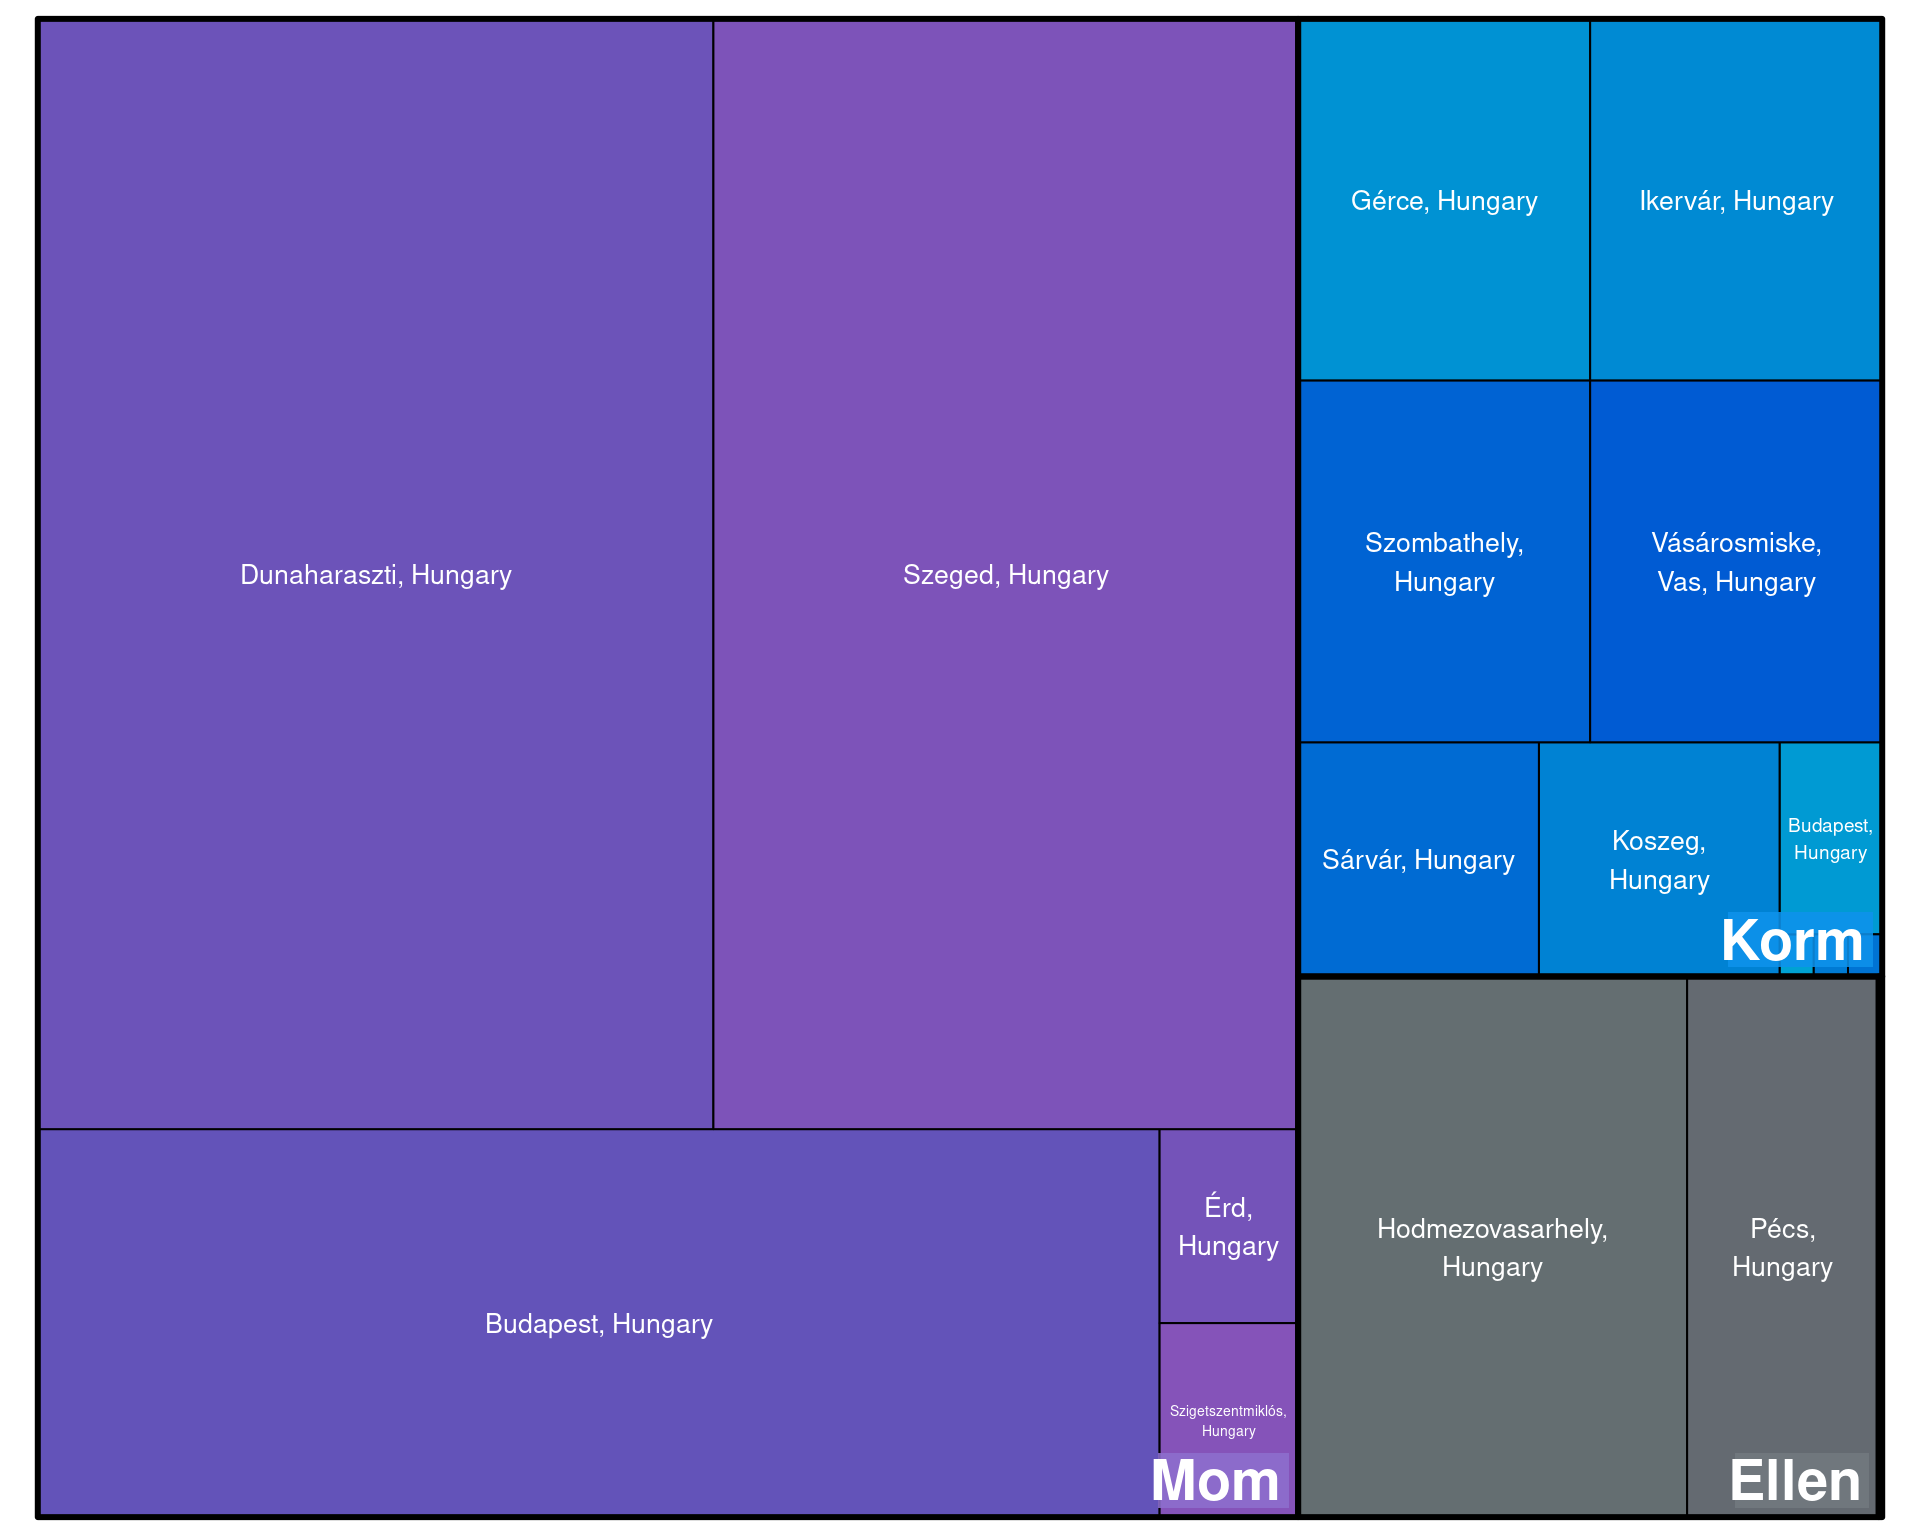 Dunaharaszti, Hungary
Szeged, Hungary
Budapest, Hungary
Érd,
Hungary
Szigetszentmiklós,
Hungary
Mom
Gérce, Hungary
Ikervár, Hungary
Szombathely,
Hungary
Vásárosmiske,
Vas, Hungary
Sárvár, Hungary
Koszeg,
Hungary
Budapest,
Hungary
Korm
Hodmezovasarhely,
Hungary
Pécs,
Hungary
Ellen